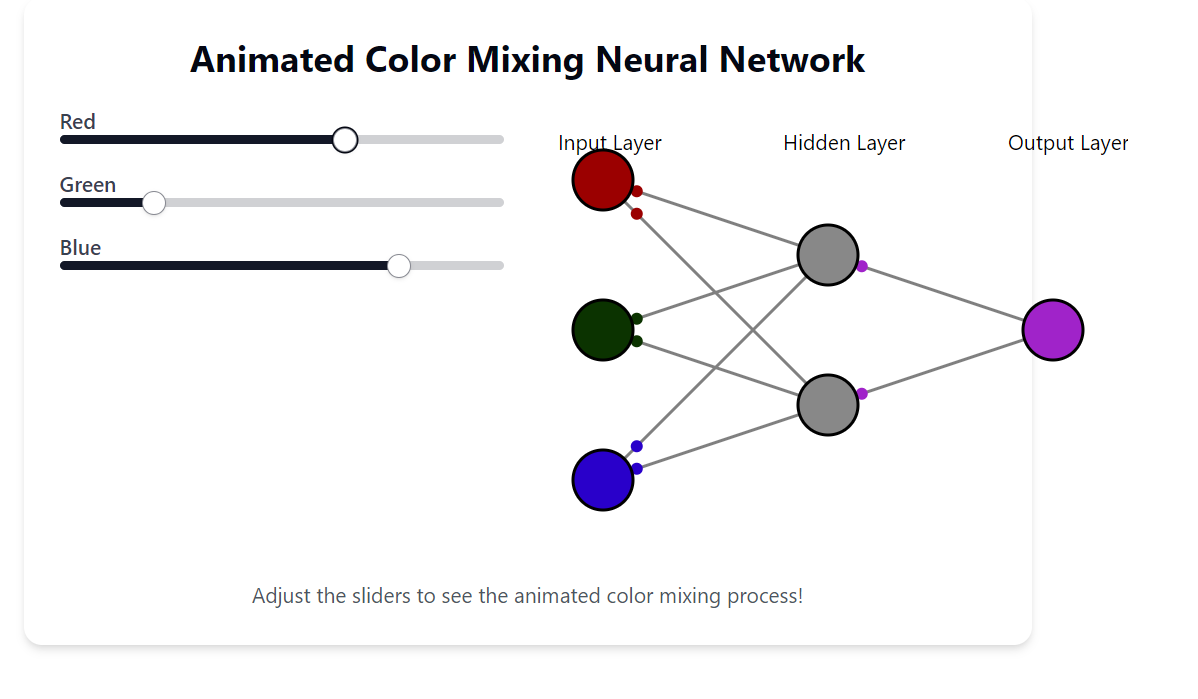 Animated Color Mixing Neural Network
Red
Green
Blue
Input Layer
Hidden Layer
Output Layer
Adjust the sliders to see the animated color mixing process!